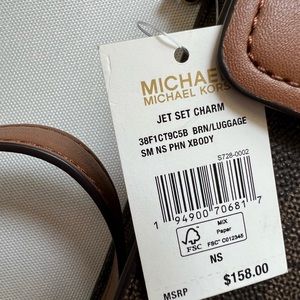 MICHAEL
MICHAEL KORS
JET SET CHARM
38F1CT9C5B BRN/LUGGAGE
SM NS PHN XBODY
S728-0002
1 94900 70681 7
FSC
MIX
Paper
FSC® C012345
NS
MSRP $158.00